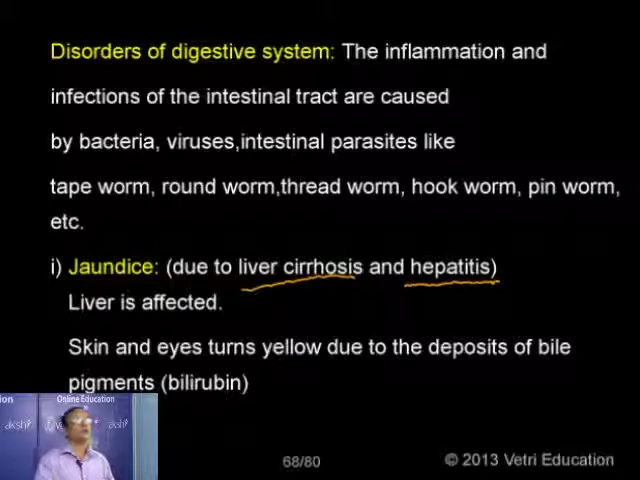 Disorders of digestive system: The inflammation and
infections of the intestinal tract are caused
by bacteria, viruses,intestinal parasites like
tape worm, round worm,thread worm, hook worm, pin worm,
etc.
i) Jaundice: (due to liver cirrhosis and hepatitis)
Liver is affected.
Skin and eyes turns yellow due to the deposits of bile
pigments (bilirubin)
Online Education
68/80
© 2013 Vetri Education